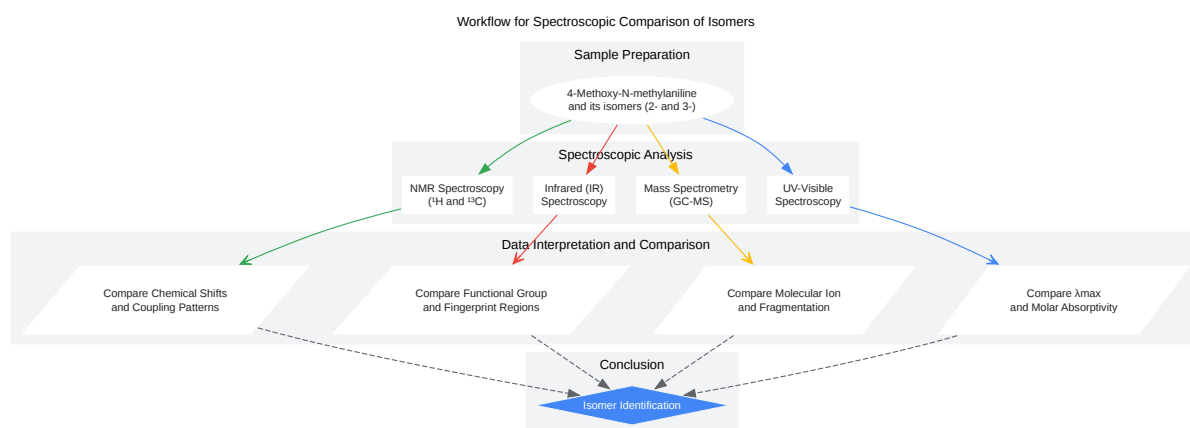 Workflow for Spectroscopic Comparison of Isomers
Sample Preparation
4-Methoxy-N-methylaniline
and its isomers (2- and 3-)
Spectroscopic Analysis
NMR Spectroscopy
(¹H and ¹³C)
Infrared (IR)
Spectroscopy
Mass Spectrometry
(GC-MS)
UV-Visible
Spectroscopy
Data Interpretation and Comparison
Compare Chemical Shifts
and Coupling Patterns
Compare Functional Group
and Fingerprint Regions
Compare Molecular Ion
and Fragmentation
Compare λmax
and Molar Absorptivity
Conclusion
Isomer Identification